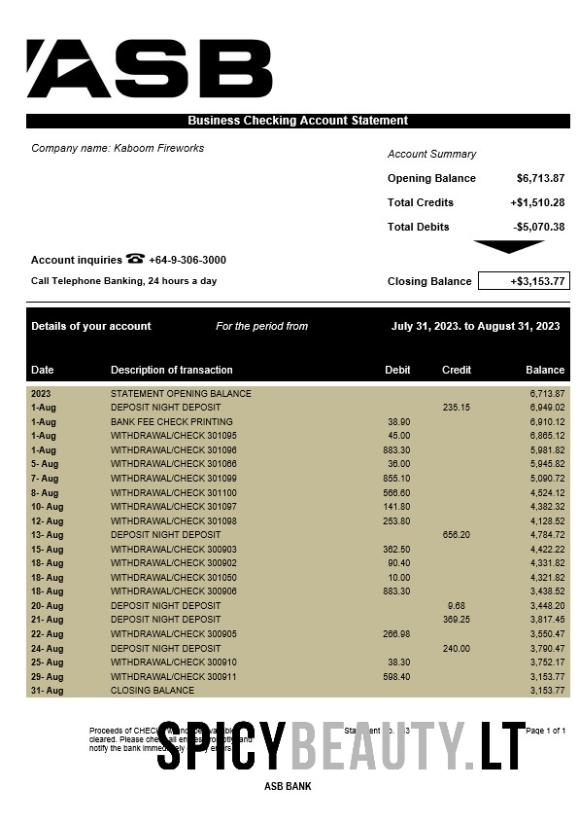 ASB
Business Checking Account Statement
Company name: Kaboom Fireworks
Account Summary
Opening Balance $6,713.87
Total Credits +$1,510.28
Total Debits -$5,070.38
Account inquiries ☎ +64-9-306-3000
Call Telephone Banking, 24 hours a day
Closing Balance +$3,153.77
Details of your account For the period from July 31, 2023. to August 31, 2023
Date Description of transaction Debit Credit Balance
2023 STATEMENT OPENING BALANCE 6,713.87
1-Aug DEPOSIT NIGHT DEPOSIT 235.15 6,949.02
1-Aug BANK FEE CHECK PRINTING 38.90 6,910.12
1-Aug WITHDRAWAL/CHECK 301095 45.00 6,865.12
1-Aug WITHDRAWAL/CHECK 301096 883.30 5,981.82
5- Aug WITHDRAWAL/CHECK 301066 36.00 5,945.82
7- Aug WITHDRAWAL/CHECK 301099 855.10 5,090.72
8- Aug WITHDRAWAL/CHECK 301100 566.60 4,524.12
10- Aug WITHDRAWAL/CHECK 301097 141.80 4,382.32
12- Aug WITHDRAWAL/CHECK 301098 253.80 4,128.52
13- Aug DEPOSIT NIGHT DEPOSIT 656.20 4,784.72
15- Aug WITHDRAWAL/CHECK 300903 362.50 4,422.22
18- Aug WITHDRAWAL/CHECK 300902 90.40 4,331.82
18- Aug WITHDRAWAL/CHECK 301050 10.00 4,321.82
18- Aug WITHDRAWAL/CHECK 300906 883.30 3,438.52
20- Aug DEPOSIT NIGHT DEPOSIT 9.68 3,448.20
21- Aug DEPOSIT NIGHT DEPOSIT 369.25 3,817.45
22- Aug WITHDRAWAL/CHECK 300905 266.98 3,550.47
24- Aug DEPOSIT NIGHT DEPOSIT 240.00 3,790.47
25- Aug WITHDRAWAL/CHECK 300910 38.30 3,752.17
29- Aug WITHDRAWAL/CHECK 300911 598.40 3,153.77
31- Aug CLOSING BALANCE 3,153.77
Proceeds of Page 1 of 1
cleared. Please
notify the bank
SPICYBEAUTY.LT
ASB BANK